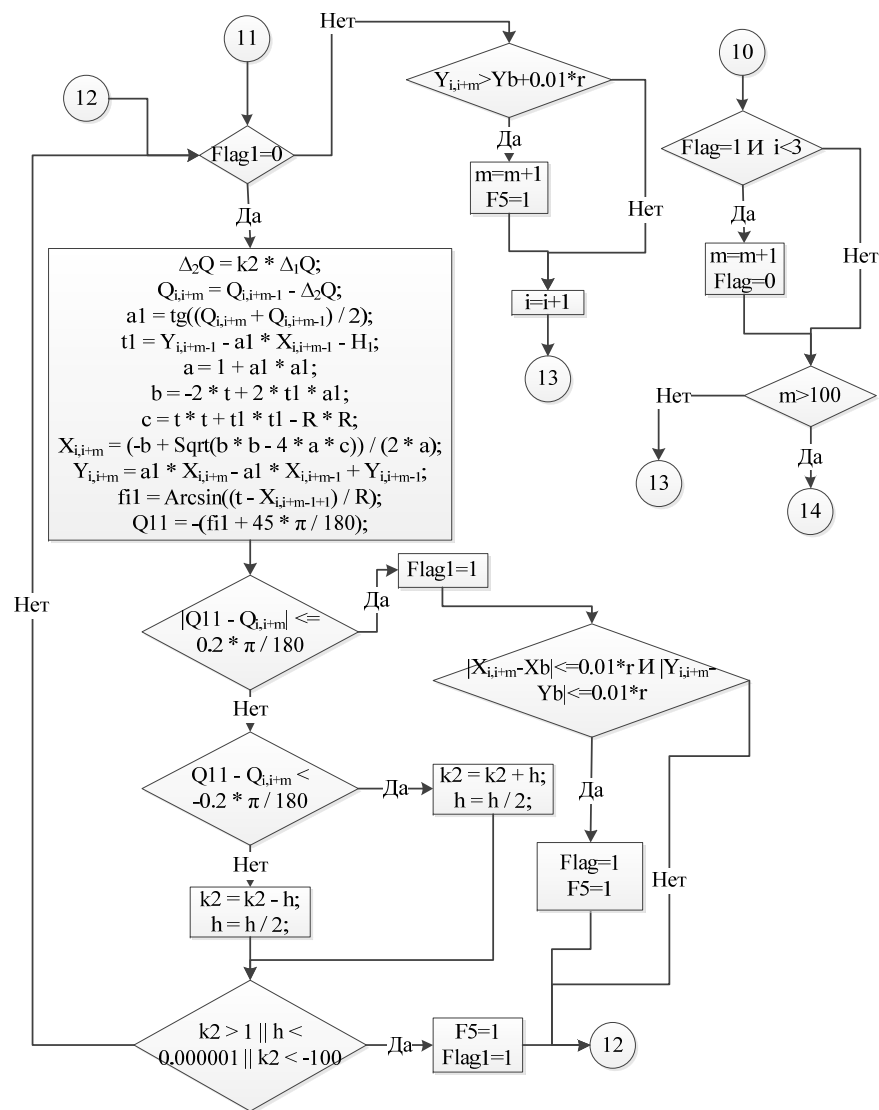 11
Нет
12
Flag1=0
Да
Δ₂Q = k2 * Δ₁Q;
Qᵢ,ᵢ₊ₘ = Qᵢ,ᵢ₊ₘ₋₁ - Δ₂Q;
a1 = tg((Qᵢ,ᵢ₊ₘ + Qᵢ,ᵢ₊ₘ₋₁) / 2);
t1 = Yᵢ,ᵢ₊ₘ₋₁ - a1 * Xᵢ,ᵢ₊ₘ₋₁ - H₁;
a = 1 + a1 * a1;
b = -2 * t + 2 * t1 * a1;
c = t * t + t1 * t1 - R * R;
Xᵢ,ᵢ₊ₘ = (-b + Sqrt(b * b - 4 * a * c)) / (2 * a);
Yᵢ,ᵢ₊ₘ = a1 * Xᵢ,ᵢ₊ₘ - a1 * Xᵢ,ᵢ₊ₘ₋₁ + Yᵢ,ᵢ₊ₘ₋₁;
fi1 = Arcsin((t - Xᵢ,ᵢ₊ₘ₋₁₊₁) / R);
Q11 = -(fi1 + 45 * π / 180);
Yᵢ,ᵢ₊ₘ>Yb+0.01*r
Да
m=m+1
F5=1
Нет
i=i+1
13
10
Flag=1 И i<3
Да
Нет
m=m+1
Flag=0
m>100
Нет
13
Да
14
Нет
|Q11 - Qᵢ,ᵢ₊ₘ| <=
0.2 * π / 180
Да
Flag1=1
Нет
|Xᵢ,ᵢ₊ₘ-Xb|<=0.01*r И |Yᵢ,ᵢ₊ₘ-
Yb|<=0.01*r
Q11 - Qᵢ,ᵢ₊ₘ <
-0.2 * π / 180
Да
k2 = k2 + h;
h = h / 2;
Да
Нет
k2 = k2 - h;
h = h / 2;
Flag=1
F5=1
Нет
k2 > 1 || h <
0.000001 || k2 < -100
Да
F5=1
Flag1=1
12